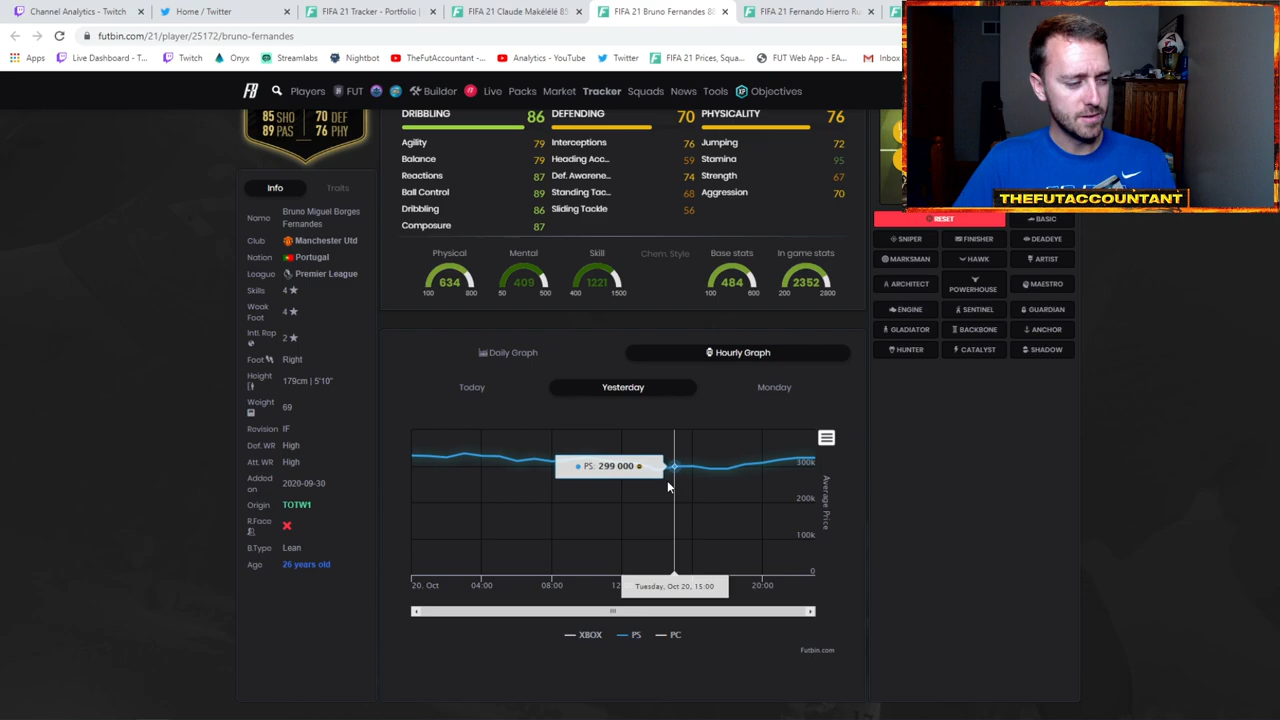 Channel Analytics - Twitch
Home / Twitter
FIFA 21 Tracker - Portfolio |
FIFA 21 Claude Makélélé 85
FIFA 21 Bruno Fernandes 8
FIFA 21 Fernando Hierro Ru
futbin.com/21/player/25172/bruno-fernandes
Apps
Live Dashboard - T...
Twitch
Onyx
Streamlabs
Nightbot
TheFutAccountant -...
Analytics - YouTube
Twitter
FIFA 21 Prices, Squa...
FUT Web App - EA...
Inbox
Players
FUT
Builder
Live
Packs
Market
Tracker
Squads
News
Tools
Objectives
85 SHO 70 DEF
89 PAS 76 PHY
DRIBBLING 86
Agility 79
Balance 79
Reactions 87
Ball Control 89
Dribbling 86
Composure 87
DEFENDING 70
Interceptions 76
Heading Acc... 59
Def. Awarene... 74
Standing Tac... 68
Sliding Tackle 56
PHYSICALITY 76
Jumping 72
Stamina 95
Strength 67
Aggression 70
Physical
634
100 800
Mental
409
50 500
Skill
1221
400 1500
Chem. Style
Base stats
484
100 600
In game stats
2352
200 2800
Info
Traits
Name Bruno Miguel Borges Fernandes
Club Manchester Utd
Nation Portugal
League Premier League
Skills 4
Weak Foot 4
Intl. Rep 2
Foot Right
Height 179cm | 5'10"
Weight 69
Revision IF
Def. WR High
Att. WR High
Added on 2020-09-30
Origin TOTW1
R.Face
B.Type Lean
Age 26 years old
Daily Graph
Hourly Graph
Today
Yesterday
Monday
PS: 299 000
300k
200k
100k
0
Average Price
20. Oct 04:00 08:00 12 20:00
Tuesday, Oct 20, 15:00
XBOX PS PC
Futbin.com
THEFUTACCOUNTANT
RESET
BASIC
SNIPER
FINISHER
DEADEYE
MARKSMAN
HAWK
ARTIST
ARCHITECT
POWERHOUSE
MAESTRO
ENGINE
SENTINEL
GUARDIAN
GLADIATOR
BACKBONE
ANCHOR
HUNTER
CATALYST
SHADOW